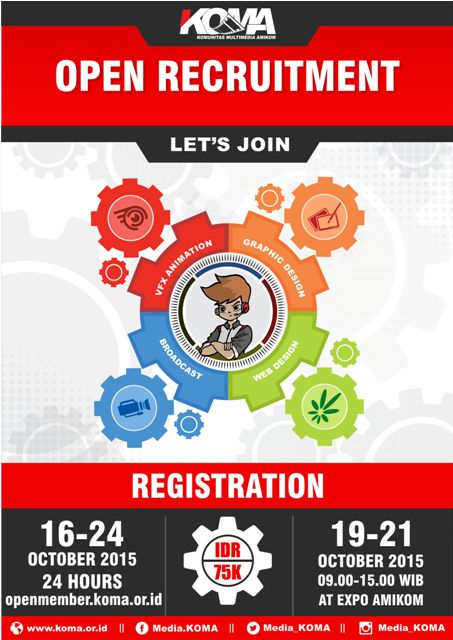 KOMA
KOMUNITAS MULTIMEDIA AMIKOM
OPEN RECRUITMENT
LET'S JOIN
VFX ANIMATION
GRAPHIC DESIGN
BROADCAST
WEB DESIGN
REGISTRATION
16-24
OCTOBER 2015
24 HOURS
openmember.koma.or.id
IDR
75K
19-21
OCTOBER 2015
09.00-15.00 WIB
AT EXPO AMIKOM
www.koma.or.id || Media.KOMA || Media_KOMA || Media_KOMA